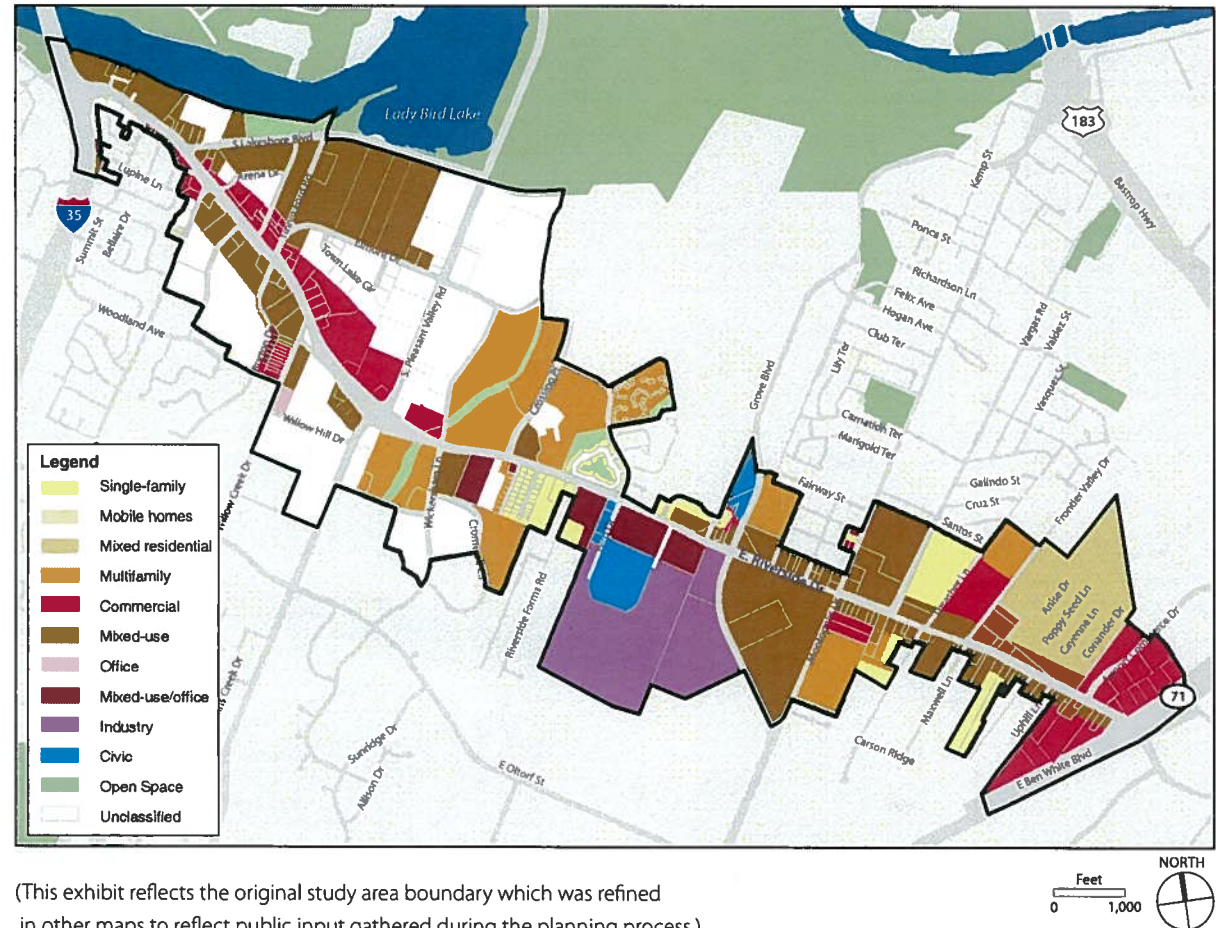 Lady Bird Lake
183
S Lakeshore Blvd
Kemp St
Bastrop Hwy
Arena Dr
Lupine Ln
35
Summit St
Bellaire Dr
Ponca St
Town Lake Cir
Richardson Ln
Felix Ave
Hogan Ave
Vargas Rd
Valdez St
Woodland Ave
S. Pleasant Valley Rd
Club Ter
Lily Ter
Grove Blvd
Vasquez St
Crossing Pl
Carnation Ter
Marigold Ter
Willow Hill Dr
Frontier Valley Dr
Galindo St
Fairway St
Cruz St
Santos St
Wickersham Ln
E. Riverside Dr
Anise Dr
Poppy Seed Ln
Cayenne Ln
Coriander Dr
Riverside Farms Rd
71
Maxwell Ln
Uphill Ln
Carson Ridge
E Ben White Blvd
Sunridge Dr
Allison Dr
E Oltorf St
Legend
Single-family
Mobile homes
Mixed residential
Multifamily
Commercial
Mixed-use
Office
Mixed-use/office
Industry
Civic
Open Space
Unclassified
NORTH
Feet
0 1,000
(This exhibit reflects the original study area boundary which was refined
in other maps to reflect public input gathered during the planning process.)